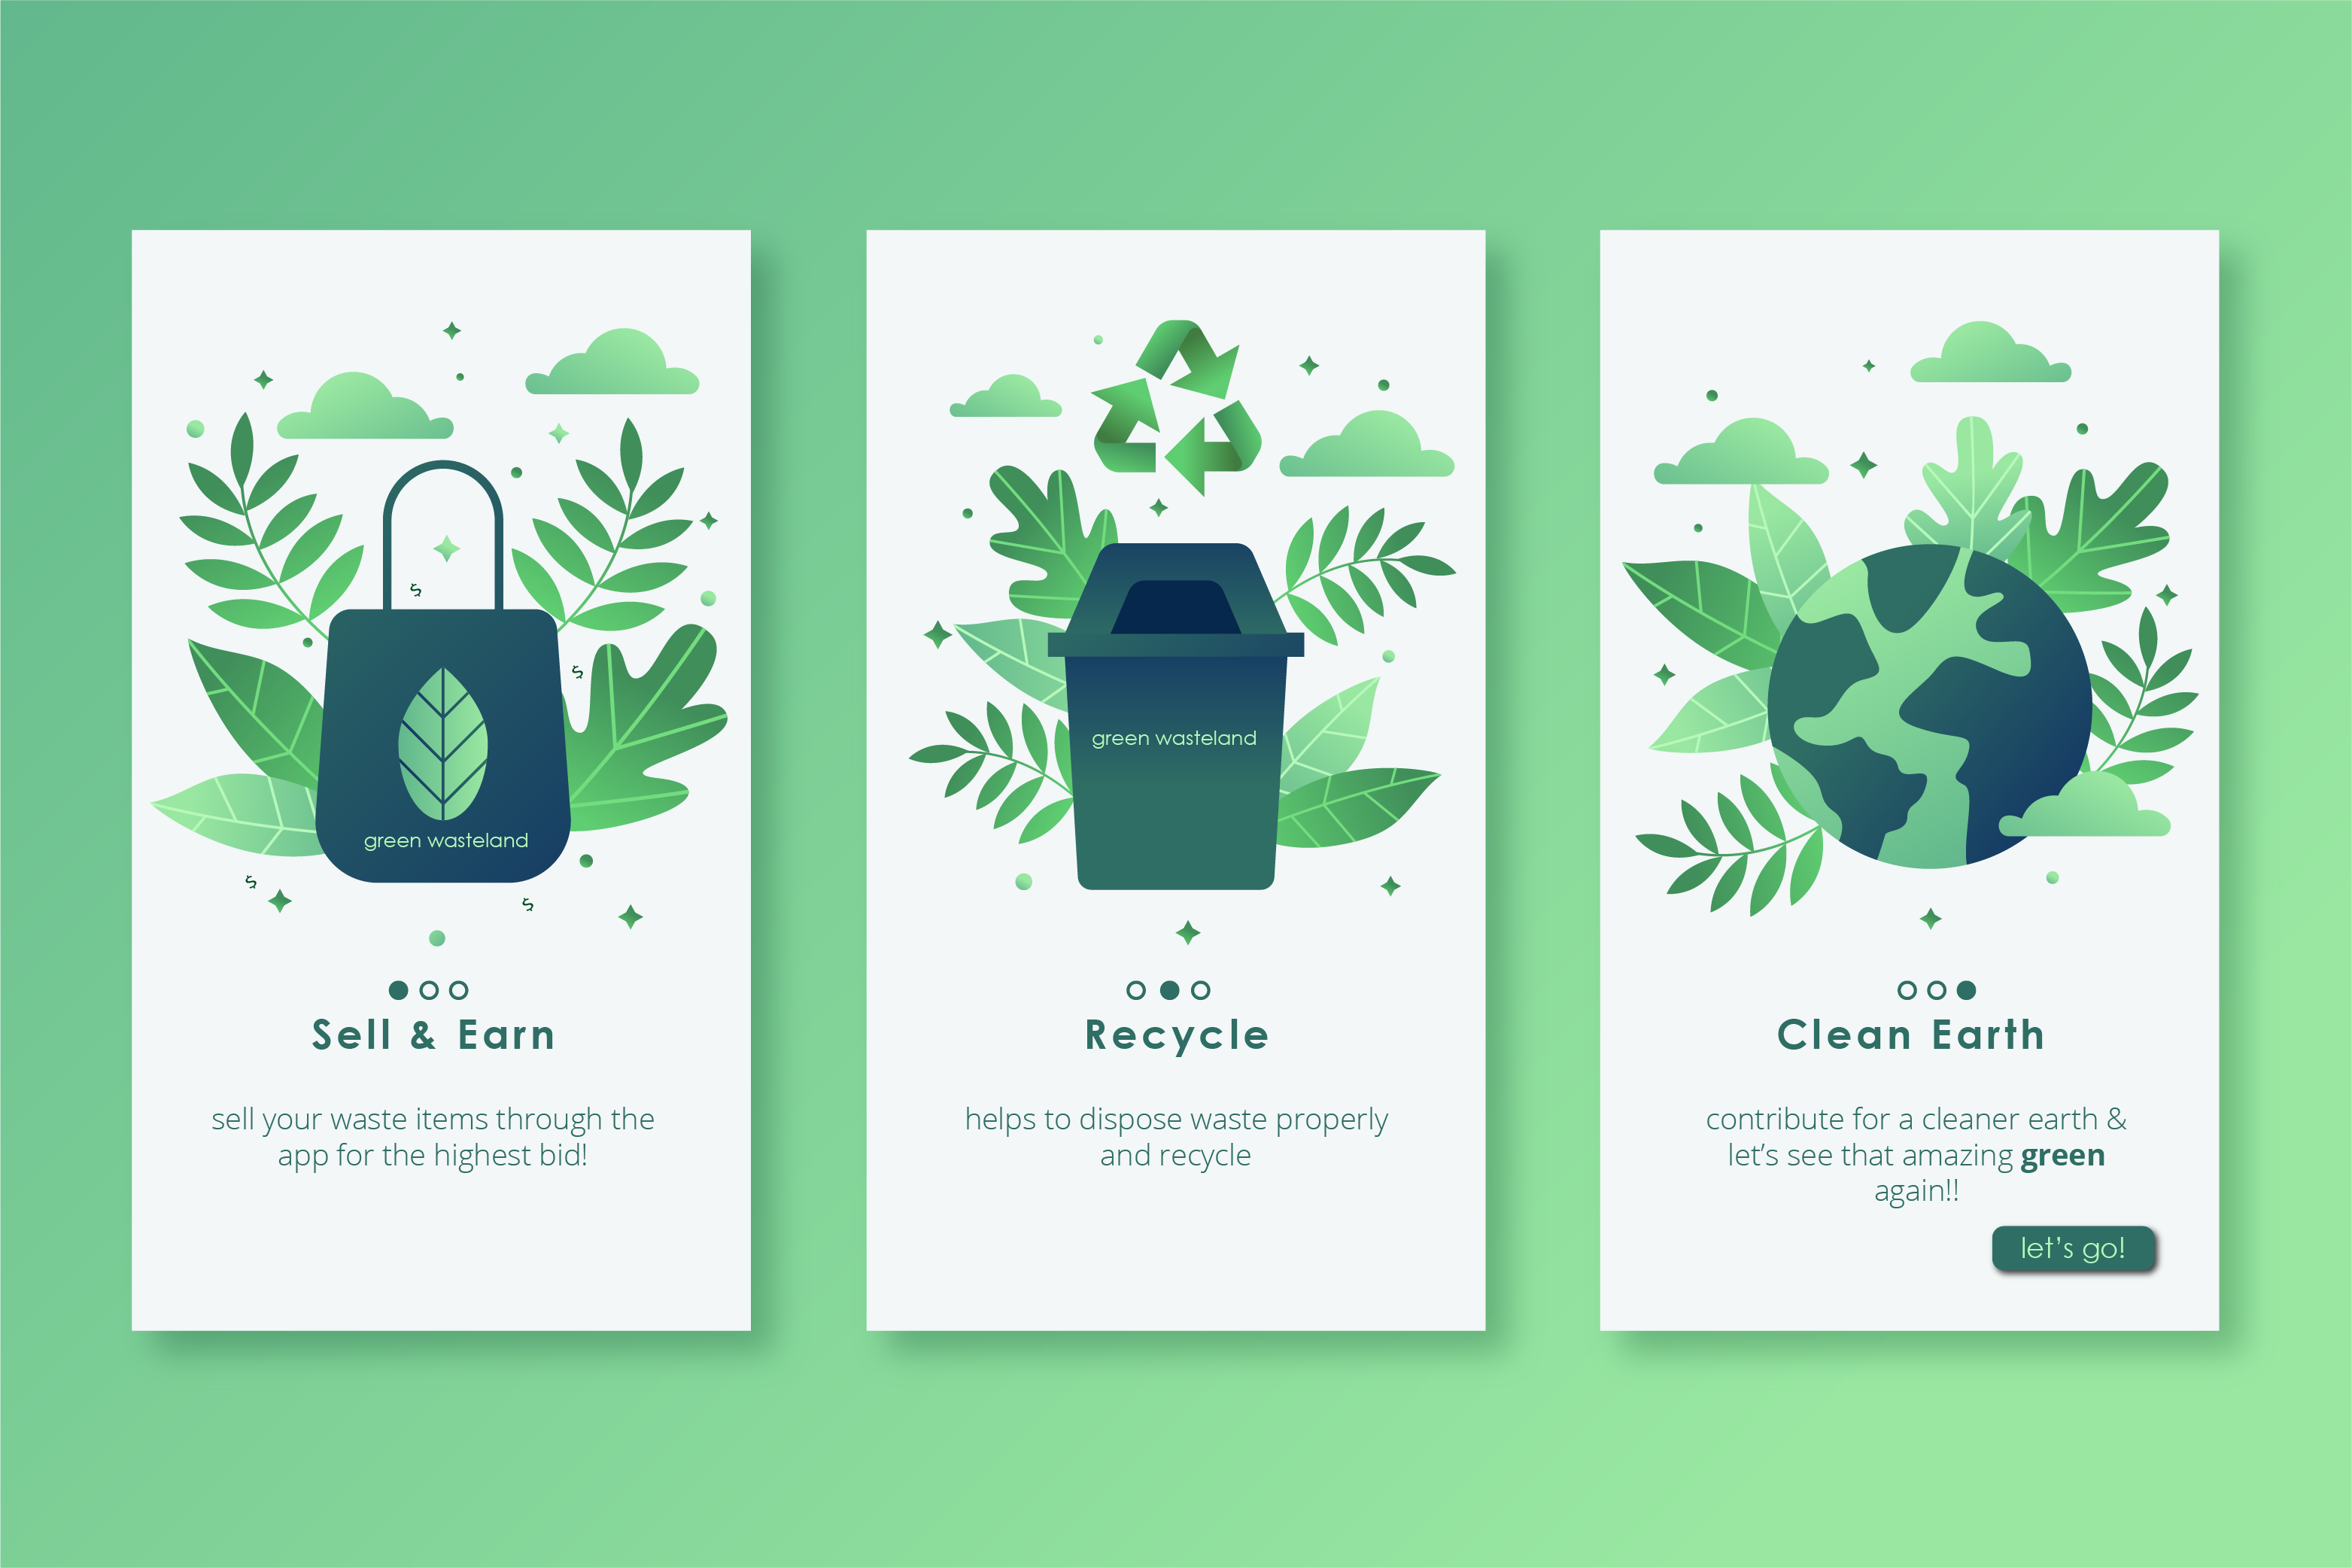 green wasteland
Sell & Earn
sell your waste items through the
app for the highest bid!
green wasteland
Recycle
helps to dispose waste properly
and recycle
Clean Earth
contribute for a cleaner earth &
let's see that amazing green
again!!
let's go!